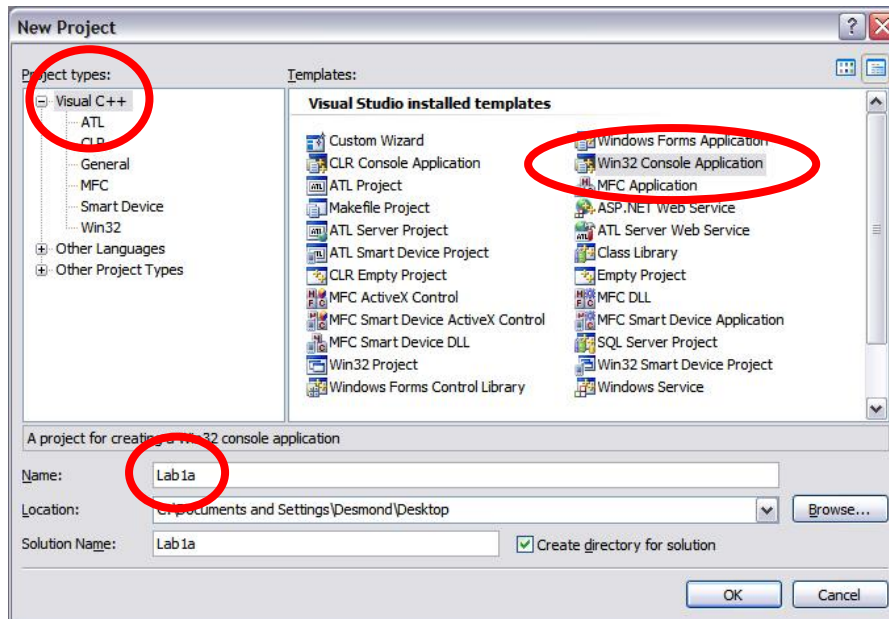 New Project
Project types:
Templates:
Visual C++
ATL
CLR
General
MFC
Smart Device
Win32
Other Languages
Other Project Types
Visual Studio installed templates
Custom Wizard
CLR Console Application
ATL Project
Makefile Project
ATL Server Project
ATL Smart Device Project
CLR Empty Project
MFC ActiveX Control
MFC Smart Device ActiveX Control
MFC Smart Device DLL
Win32 Project
Windows Forms Control Library
Windows Forms Application
Win32 Console Application
MFC Application
ASP.NET Web Service
ATL Server Web Service
Class Library
Empty Project
MFC DLL
MFC Smart Device Application
SQL Server Project
Win32 Smart Device Project
Windows Service
A project for creating a Win32 console application
Name:
Lab1a
Location:
C:\Documents and Settings\Desmond\Desktop
Browse...
Solution Name:
Lab1a
Create directory for solution
OK
Cancel